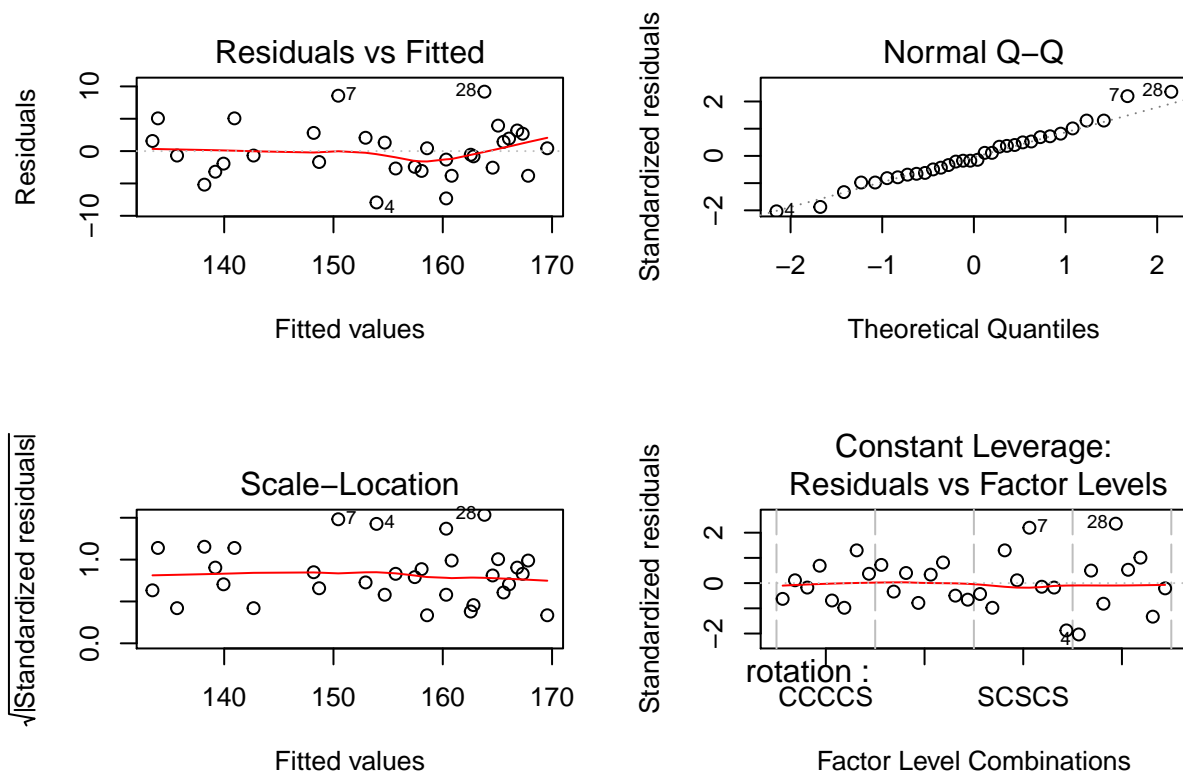 Residuals vs Fitted
Residuals
−10
0
10
7
28
4
140
150
160
170
Fitted values
Normal Q−Q
Standardized residuals
−2
0
2
4
7
28
−2
−1
0
1
2
Theoretical Quantiles
Scale−Location
√|Standardized residuals|
0.0
1.0
7
4
28
140
150
160
170
Fitted values
Constant Leverage:
Residuals vs Factor Levels
Standardized residuals
−2
0
2
7
28
4
rotation :
CCCCS
SCSCS
Factor Level Combinations